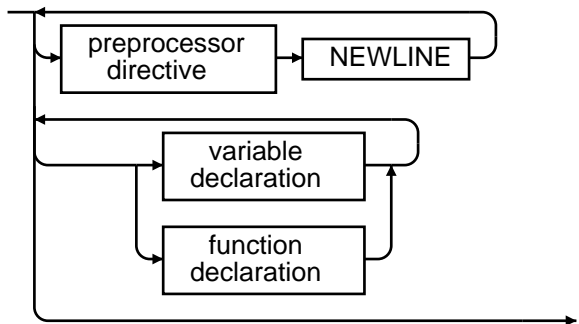 preprocessor
directive
NEWLINE
variable
declaration
function
declaration